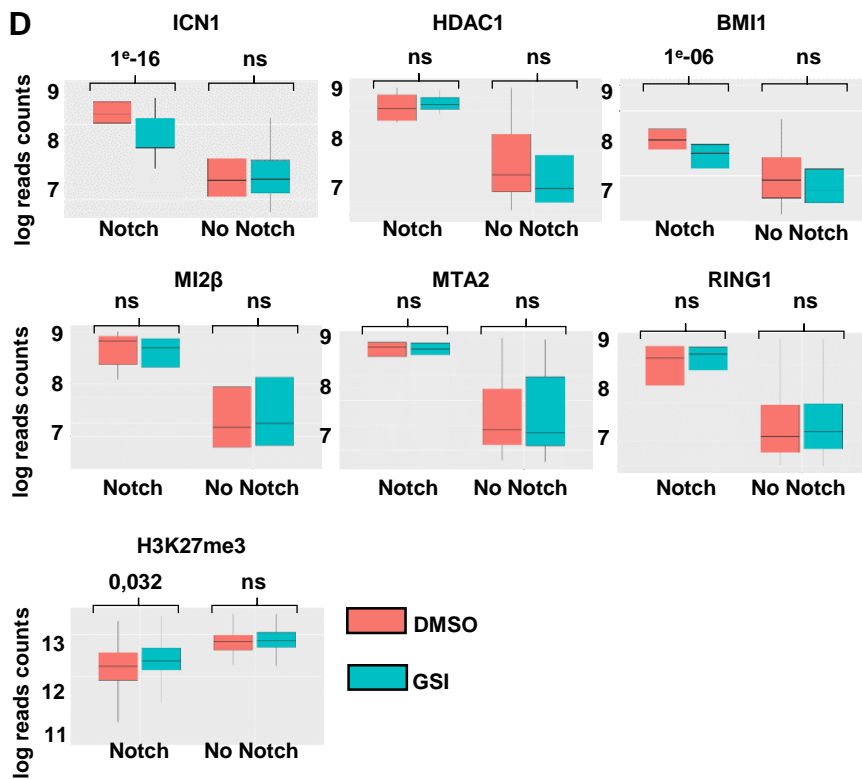 D
ICN1
HDAC1
BMI1
1e-16
ns
ns
ns
1e-06
ns
log reads counts
9
8
7
9
8
7
9
8
7
Notch
No Notch
Notch
No Notch
Notch
No Notch
MI2β
MTA2
RING1
ns
ns
ns
ns
ns
ns
log reads counts
9
8
7
9
8
7
9
8
7
Notch
No Notch
Notch
No Notch
Notch
No Notch
H3K27me3
0,032
ns
log reads counts
13
12
11
Notch
No Notch
DMSO
GSI